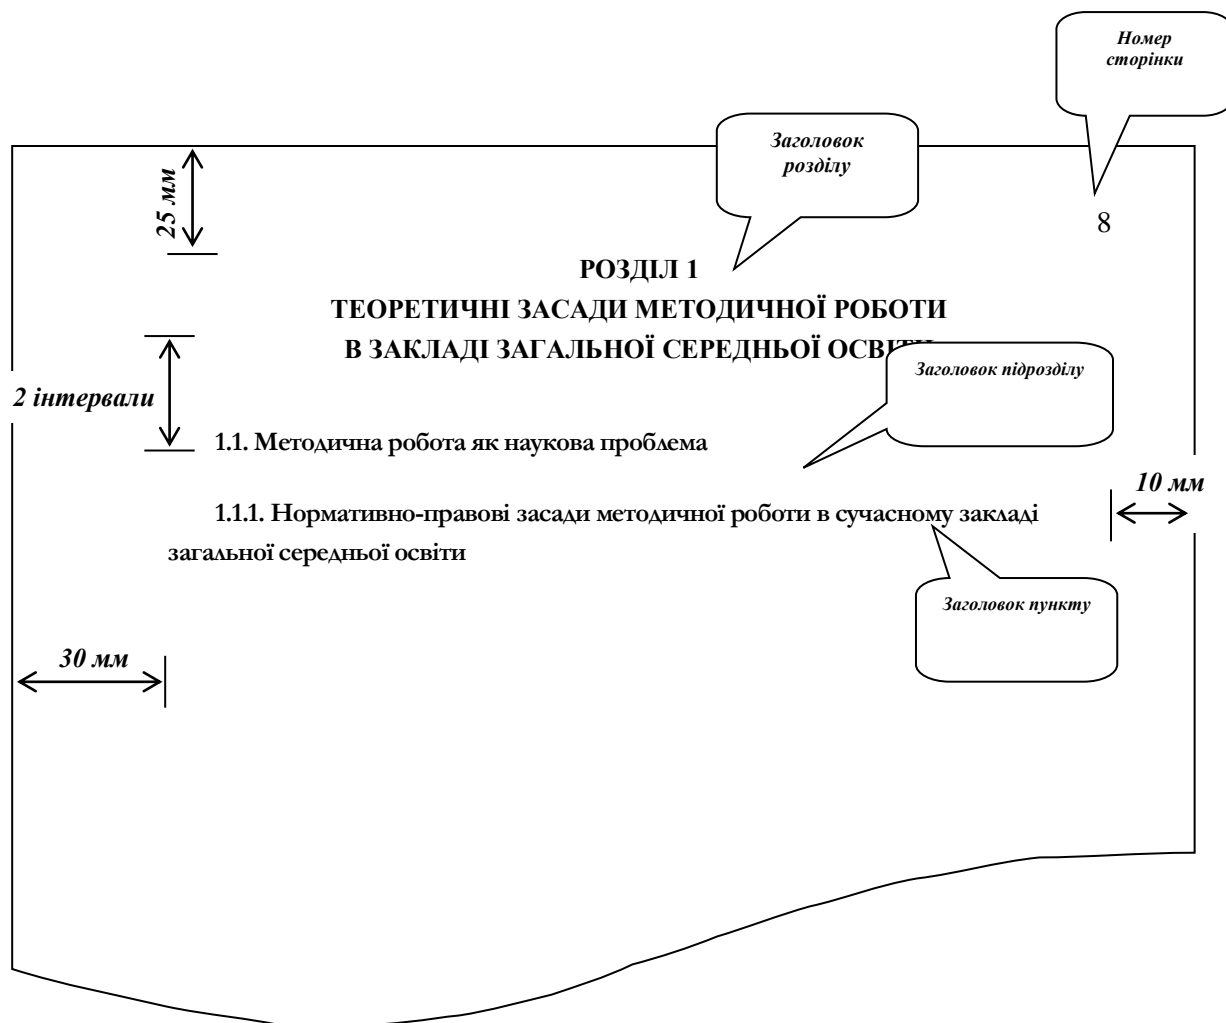 Номер
сторінки
Заголовок
розділу
25 мм
8
РОЗДІЛ 1
ТЕОРЕТИЧНІ ЗАСАДИ МЕТОДИЧНОЇ РОБОТИ
В ЗАКЛАДІ ЗАГАЛЬНОЇ СЕРЕДНЬОЇ ОСВІТИ
Заголовок підрозділу
2 інтервали
1.1. Методична робота як наукова проблема
10 мм
1.1.1. Нормативно-правові засади методичної роботи в сучасному закладі
загальної середньої освіти
Заголовок пункту
30 мм